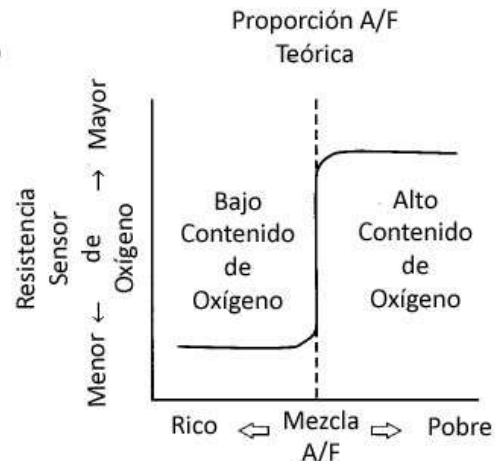 Proporción A/F
Teórica
Resistencia
Sensor
de
Oxígeno
Menor ← → Mayor
Bajo
Contenido
de
Oxígeno
Alto
Contenido
de
Oxígeno
Rico ⇦ Mezcla ⇨ Pobre
A/F